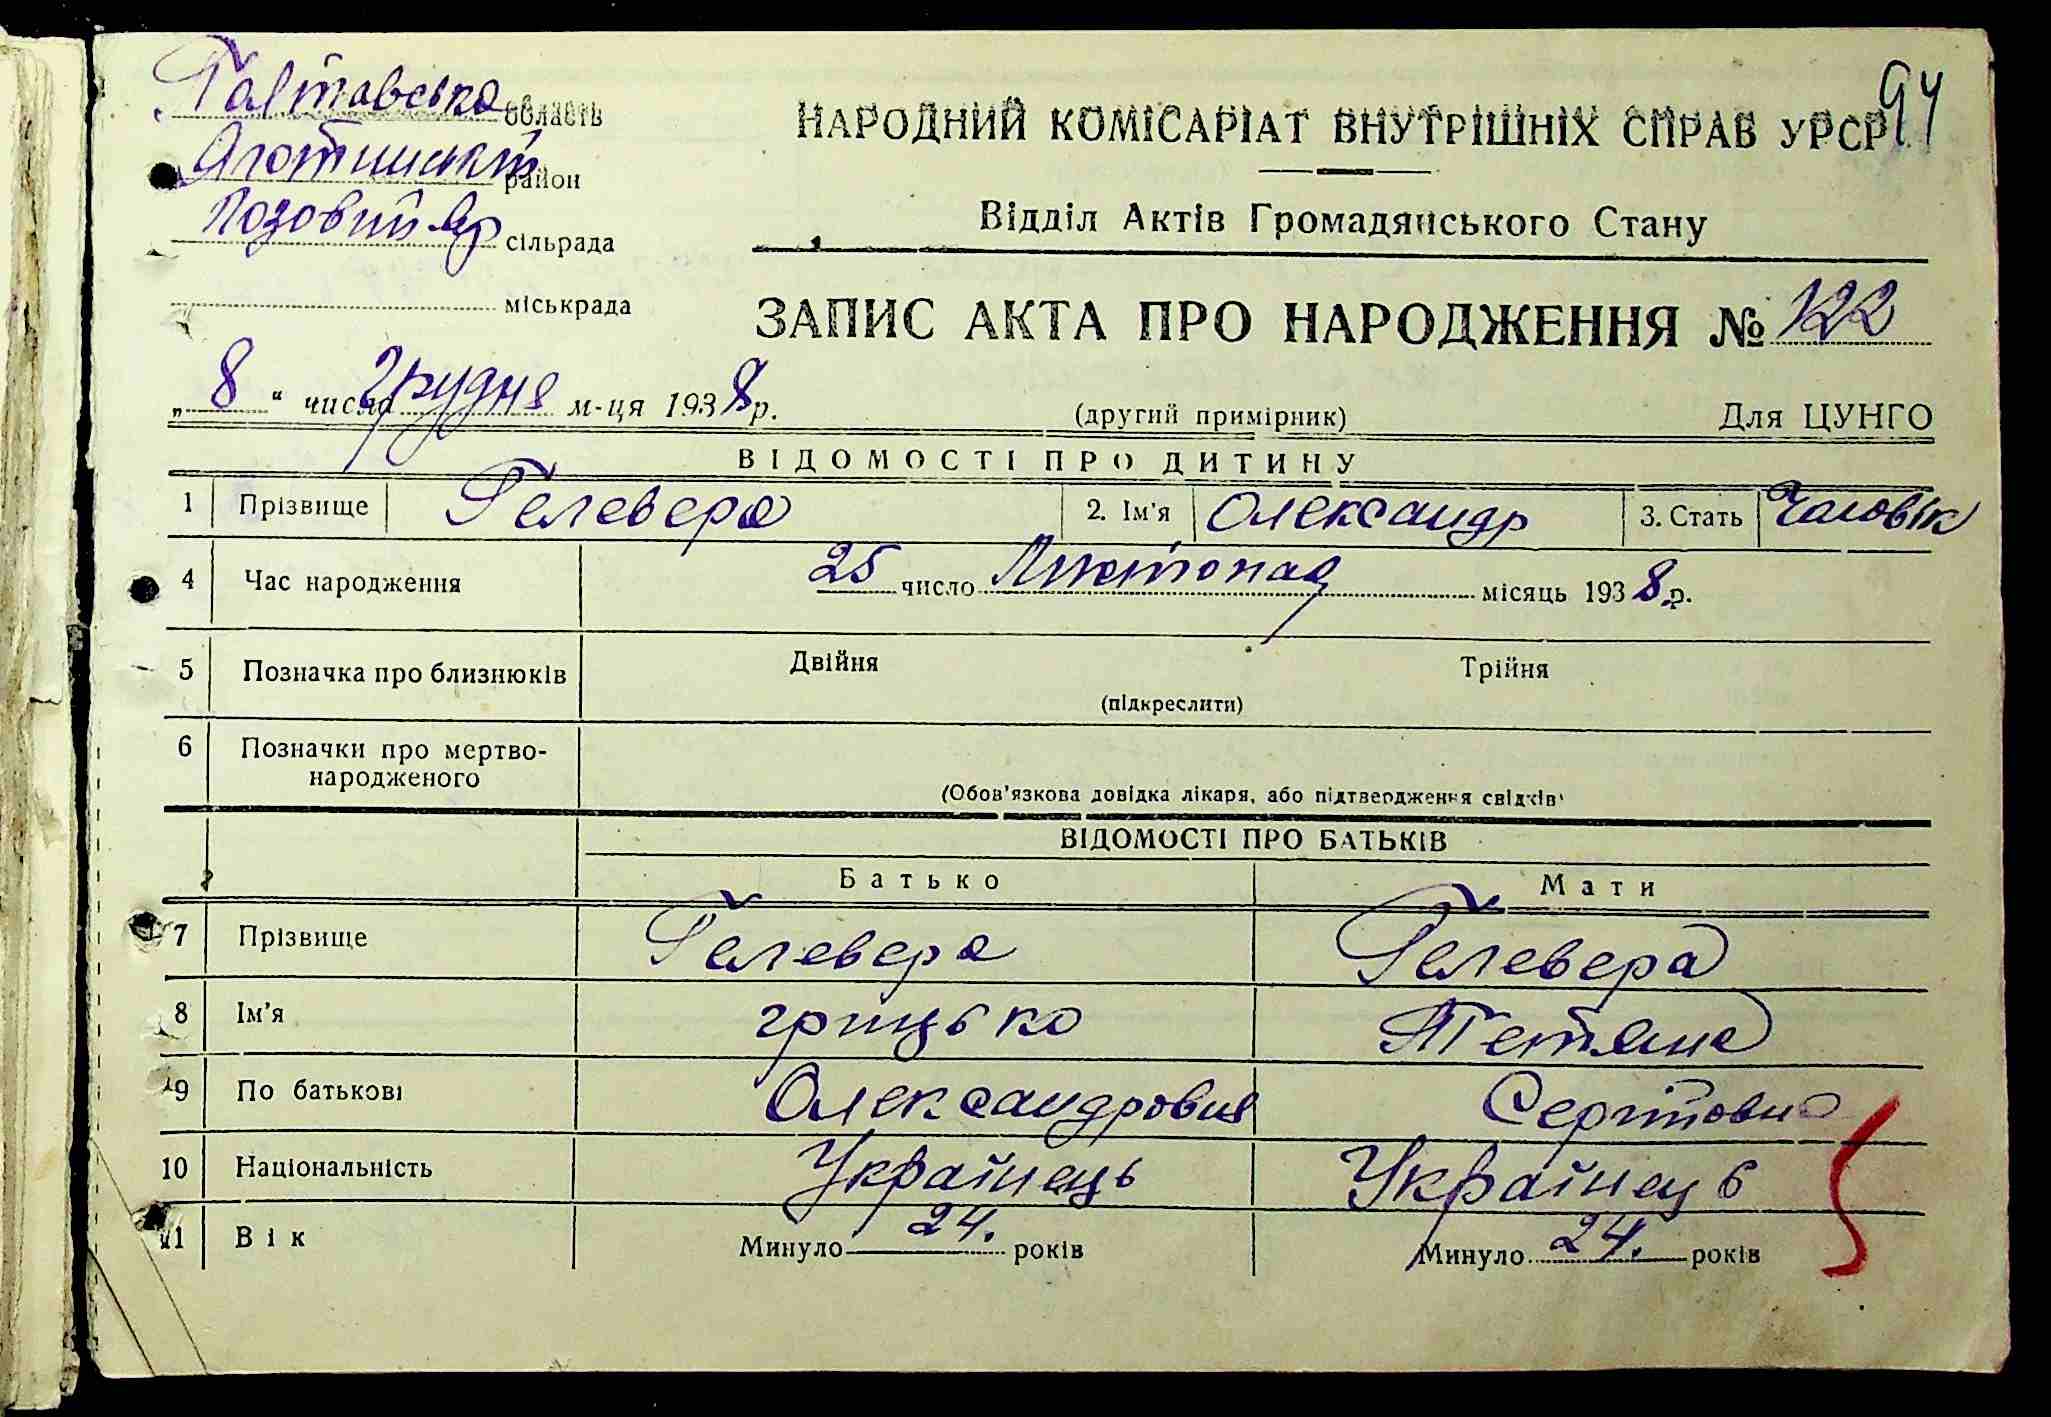 94
Полтавська область
Яготинський район
Лозовий Яр сільрада
міськрада
НАРОДНИЙ КОМІСАРІАТ ВНУТРІШНІХ СПРАВ УРСР
Відділ Актів Громадянського Стану
ЗАПИС АКТА ПРО НАРОДЖЕННЯ № 122
„ 8 “ число Грудня м-ця 1938 р. (другий примірник) Для ЦУНГО
ВІДОМОСТІ ПРО ДИТИНУ
1 Прізвище Гелевера 2. Ім'я Олександр 3. Стать Чоловік
4 Час народження 25 число Листопад місяць 1938 р.
5 Позначка про близнюків Двійня Трійня
(підкреслити)
6 Позначки про мертво-
народженого
(Обов'язкова довідка лікаря, або підтвердження свідків)
ВІДОМОСТІ ПРО БАТЬКІВ
Батько Мати
7 Прізвище Гелевера Гелевера
8 Ім'я грицько Тетяна
9 По батькові Олександрович Сергійовна
10 Національність Українець Українець
11 Вік Минуло 24. років Минуло 24. років